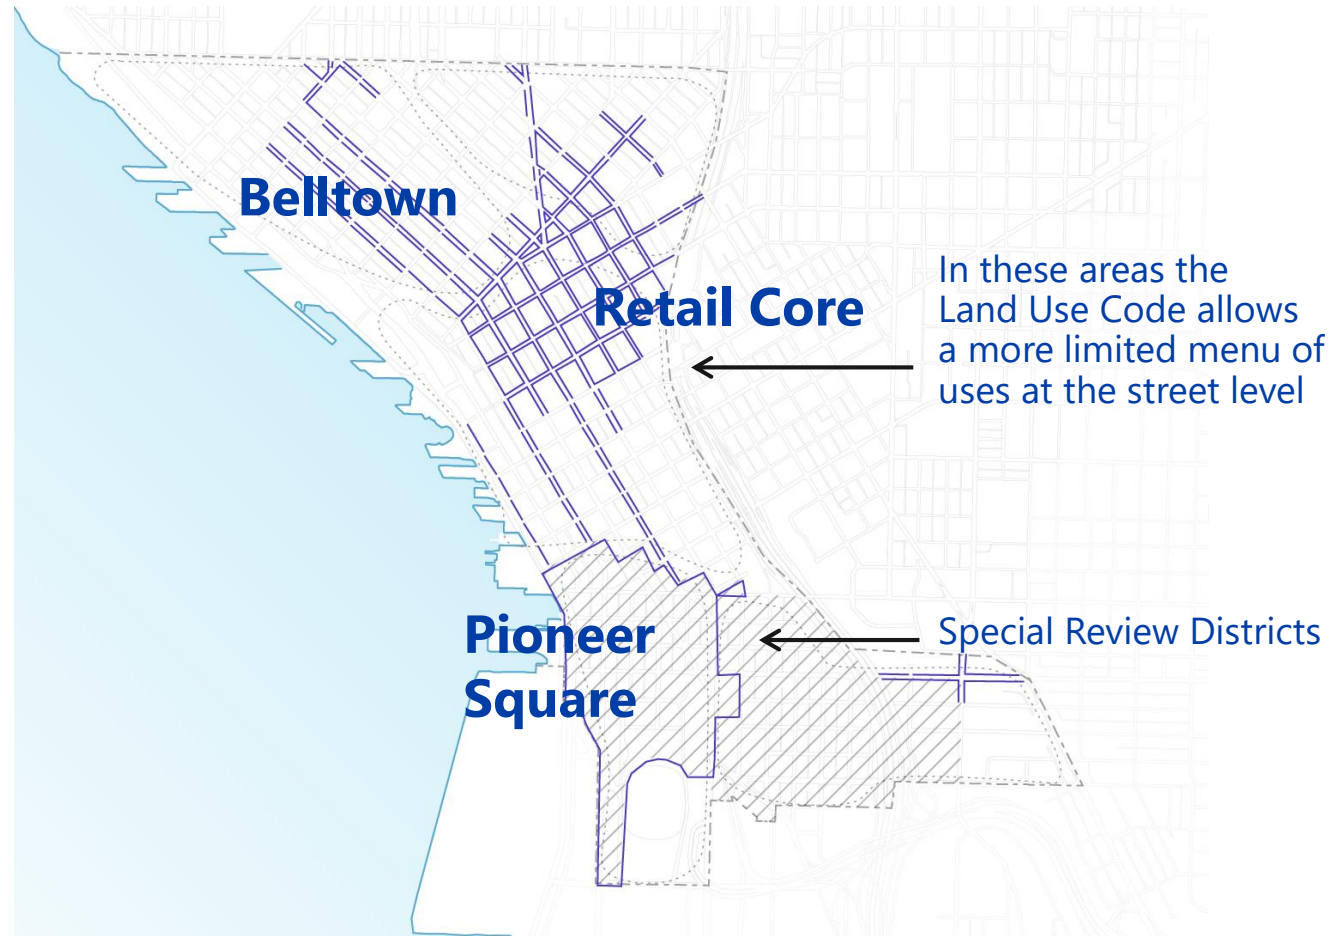 Belltown
Retail Core
In these areas the
Land Use Code allows
a more limited menu of
uses at the street level
Pioneer
Square
Special Review Districts